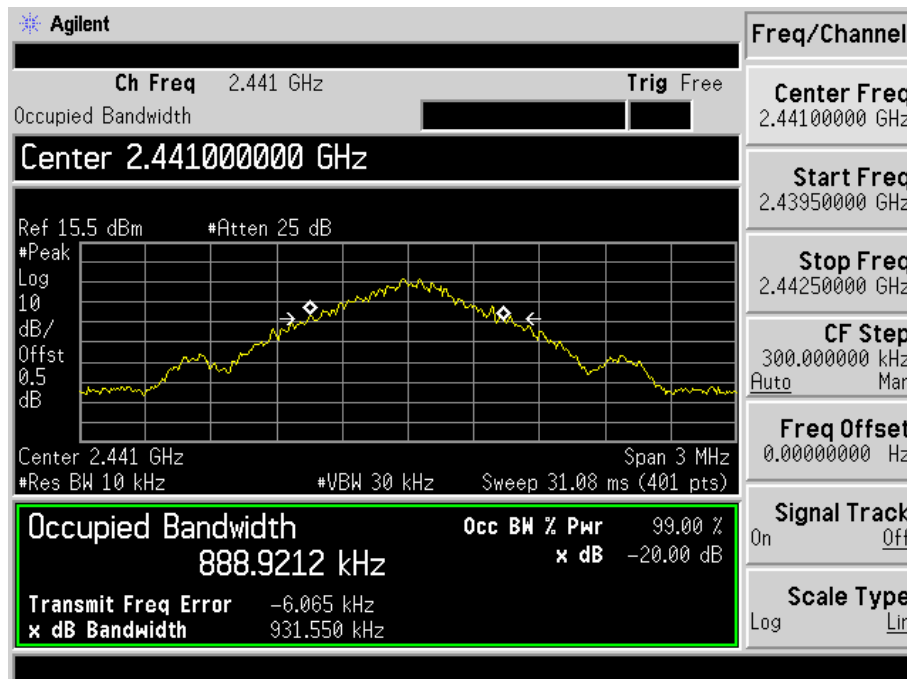 Agilent
Ch Freq 2.441 GHz Trig Free
Occupied Bandwidth
Center 2.441000000 GHz
Ref 15.5 dBm #Atten 25 dB
#Peak
Log
10
dB/
Offst
0.5
dB
Center 2.441 GHz Span 3 MHz
#Res BW 10 kHz #VBW 30 kHz Sweep 31.08 ms (401 pts)
Occupied Bandwidth
888.9212 kHz
Occ BW % Pwr 99.00 %
x dB -20.00 dB
Transmit Freq Error -6.065 kHz
x dB Bandwidth 931.550 kHz
Freq/Channel
Center Freq
2.44100000 GHz
Start Freq
2.43950000 GHz
Stop Freq
2.44250000 GHz
CF Step
300.000000 kHz
Auto Man
Freq Offset
0.00000000 Hz
Signal Track
On Off
Scale Type
Log Lin